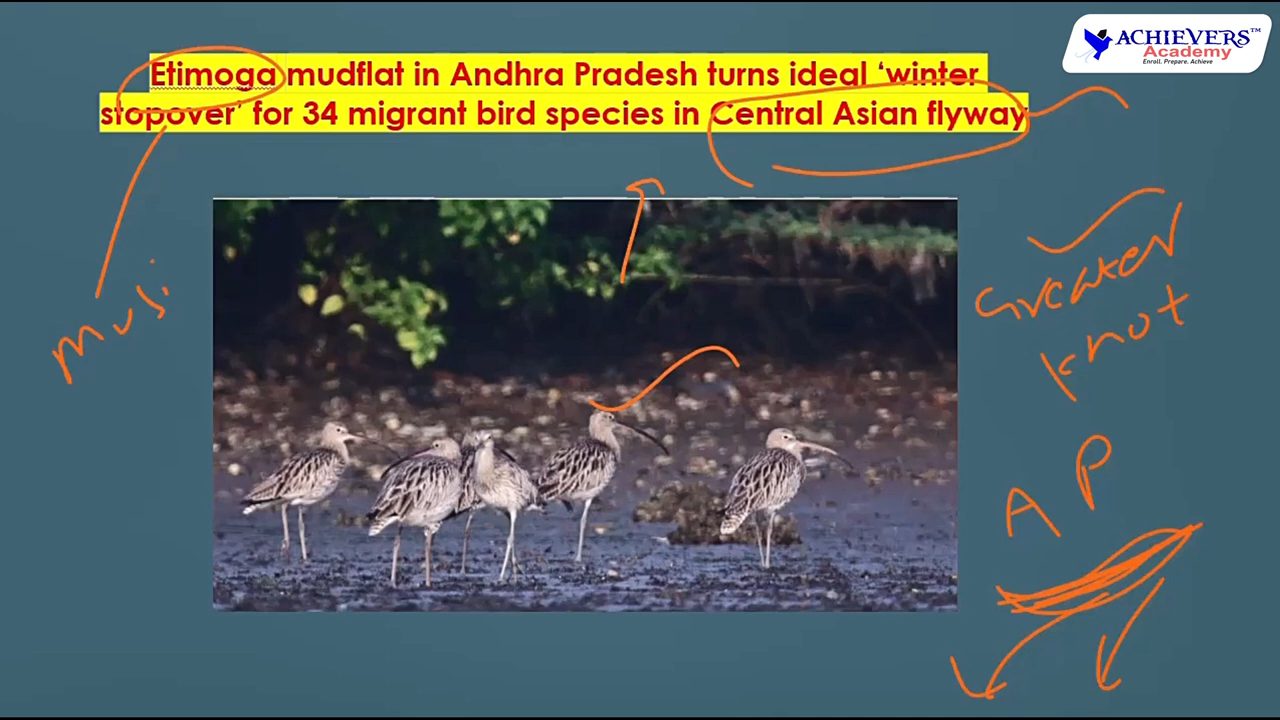 ACHIEVERS™
Academy
Enroll. Prepare. Achieve
Etimoga mudflat in Andhra Pradesh turns ideal ‘winter
stopover’ for 34 migrant bird species in Central Asian flyway
Greater
knot
musi
AP